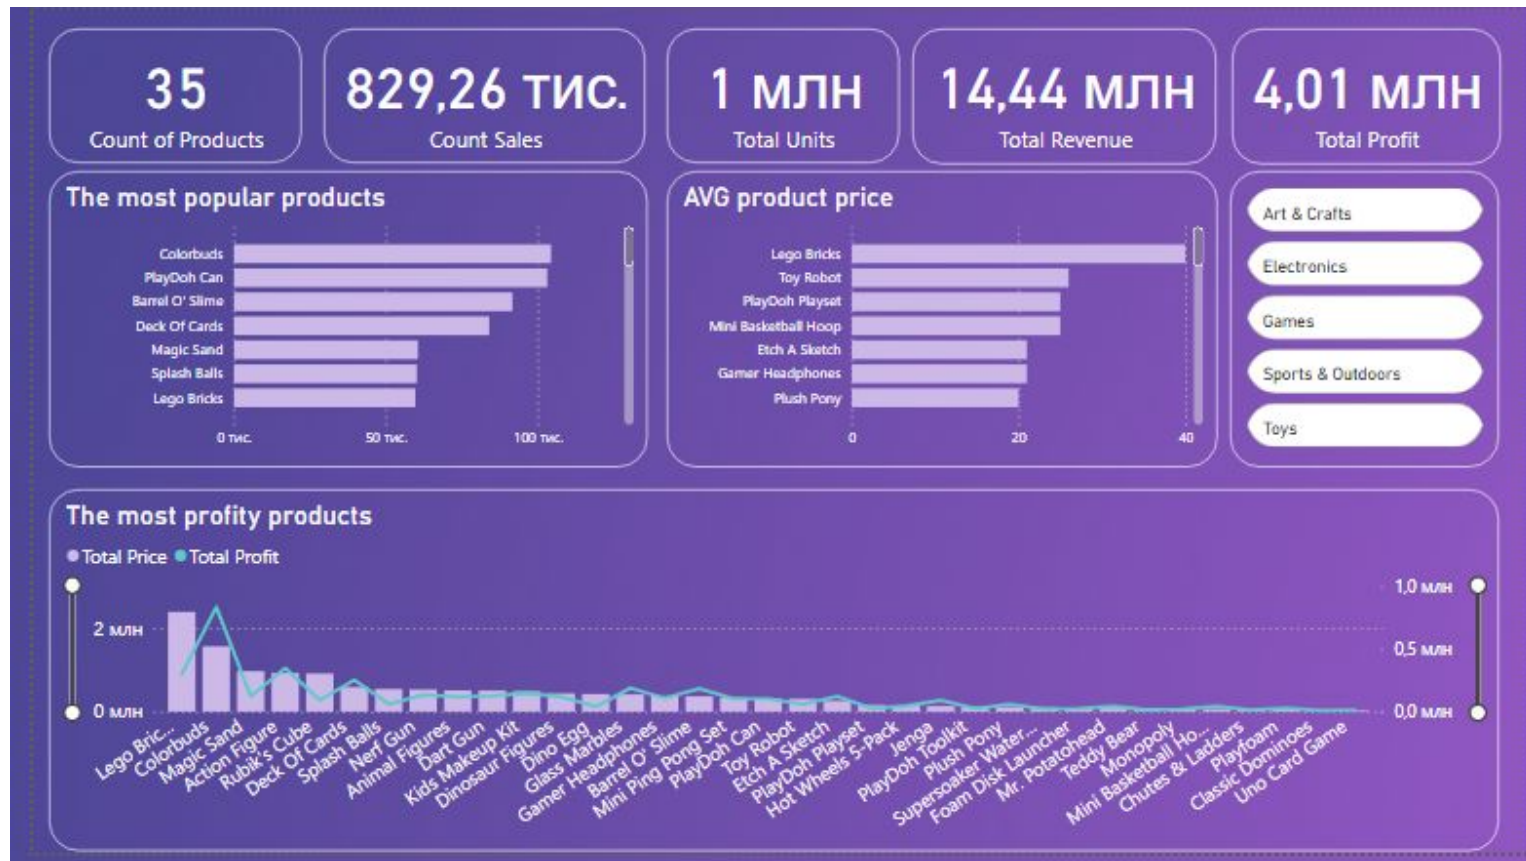 35
Count of Products
829,26 тис.
Count Sales
1 млн
Total Units
14,44 млн
Total Revenue
4,01 млн
Total Profit
The most popular products
Colorbuds
PlayDoh Can
Barrel O' Slime
Deck Of Cards
Magic Sand
Splash Balls
Lego Bricks
0 тис.
50 тис.
100 тис.
AVG product price
Lego Bricks
Toy Robot
PlayDoh Playset
Mini Basketball Hoop
Etch A Sketch
Gamer Headphones
Plush Pony
0
20
40
Art & Crafts
Electronics
Games
Sports & Outdoors
Toys
The most profity products
Total Price
Total Profit
2 млн
0 млн
1,0 млн
0,5 млн
0,0 млн
Lego Bric...
Colorbuds
Magic Sand
Action Figure
Rubik's Cube
Deck Of Cards
Splash Balls
Nerf Gun
Animal Figures
Dart Gun
Kids Makeup Kit
Dinosaur Figures
Dino Egg
Glass Marbles
Gamer Headphones
Barrel O' Slime
Mini Ping Pong Set
PlayDoh Can
Toy Robot
Etch A Sketch
PlayDoh Playset
Hot Wheels 5-Pack
Jenga
PlayDoh Toolkit
Plush Pony
Supersoaker Water...
Foam Disk Launcher
Mr. Potatohead
Teddy Bear
Monopoly
Mini Basketball Ho...
Chutes & Ladders
Playfoam
Classic Dominoes
Uno Card Game